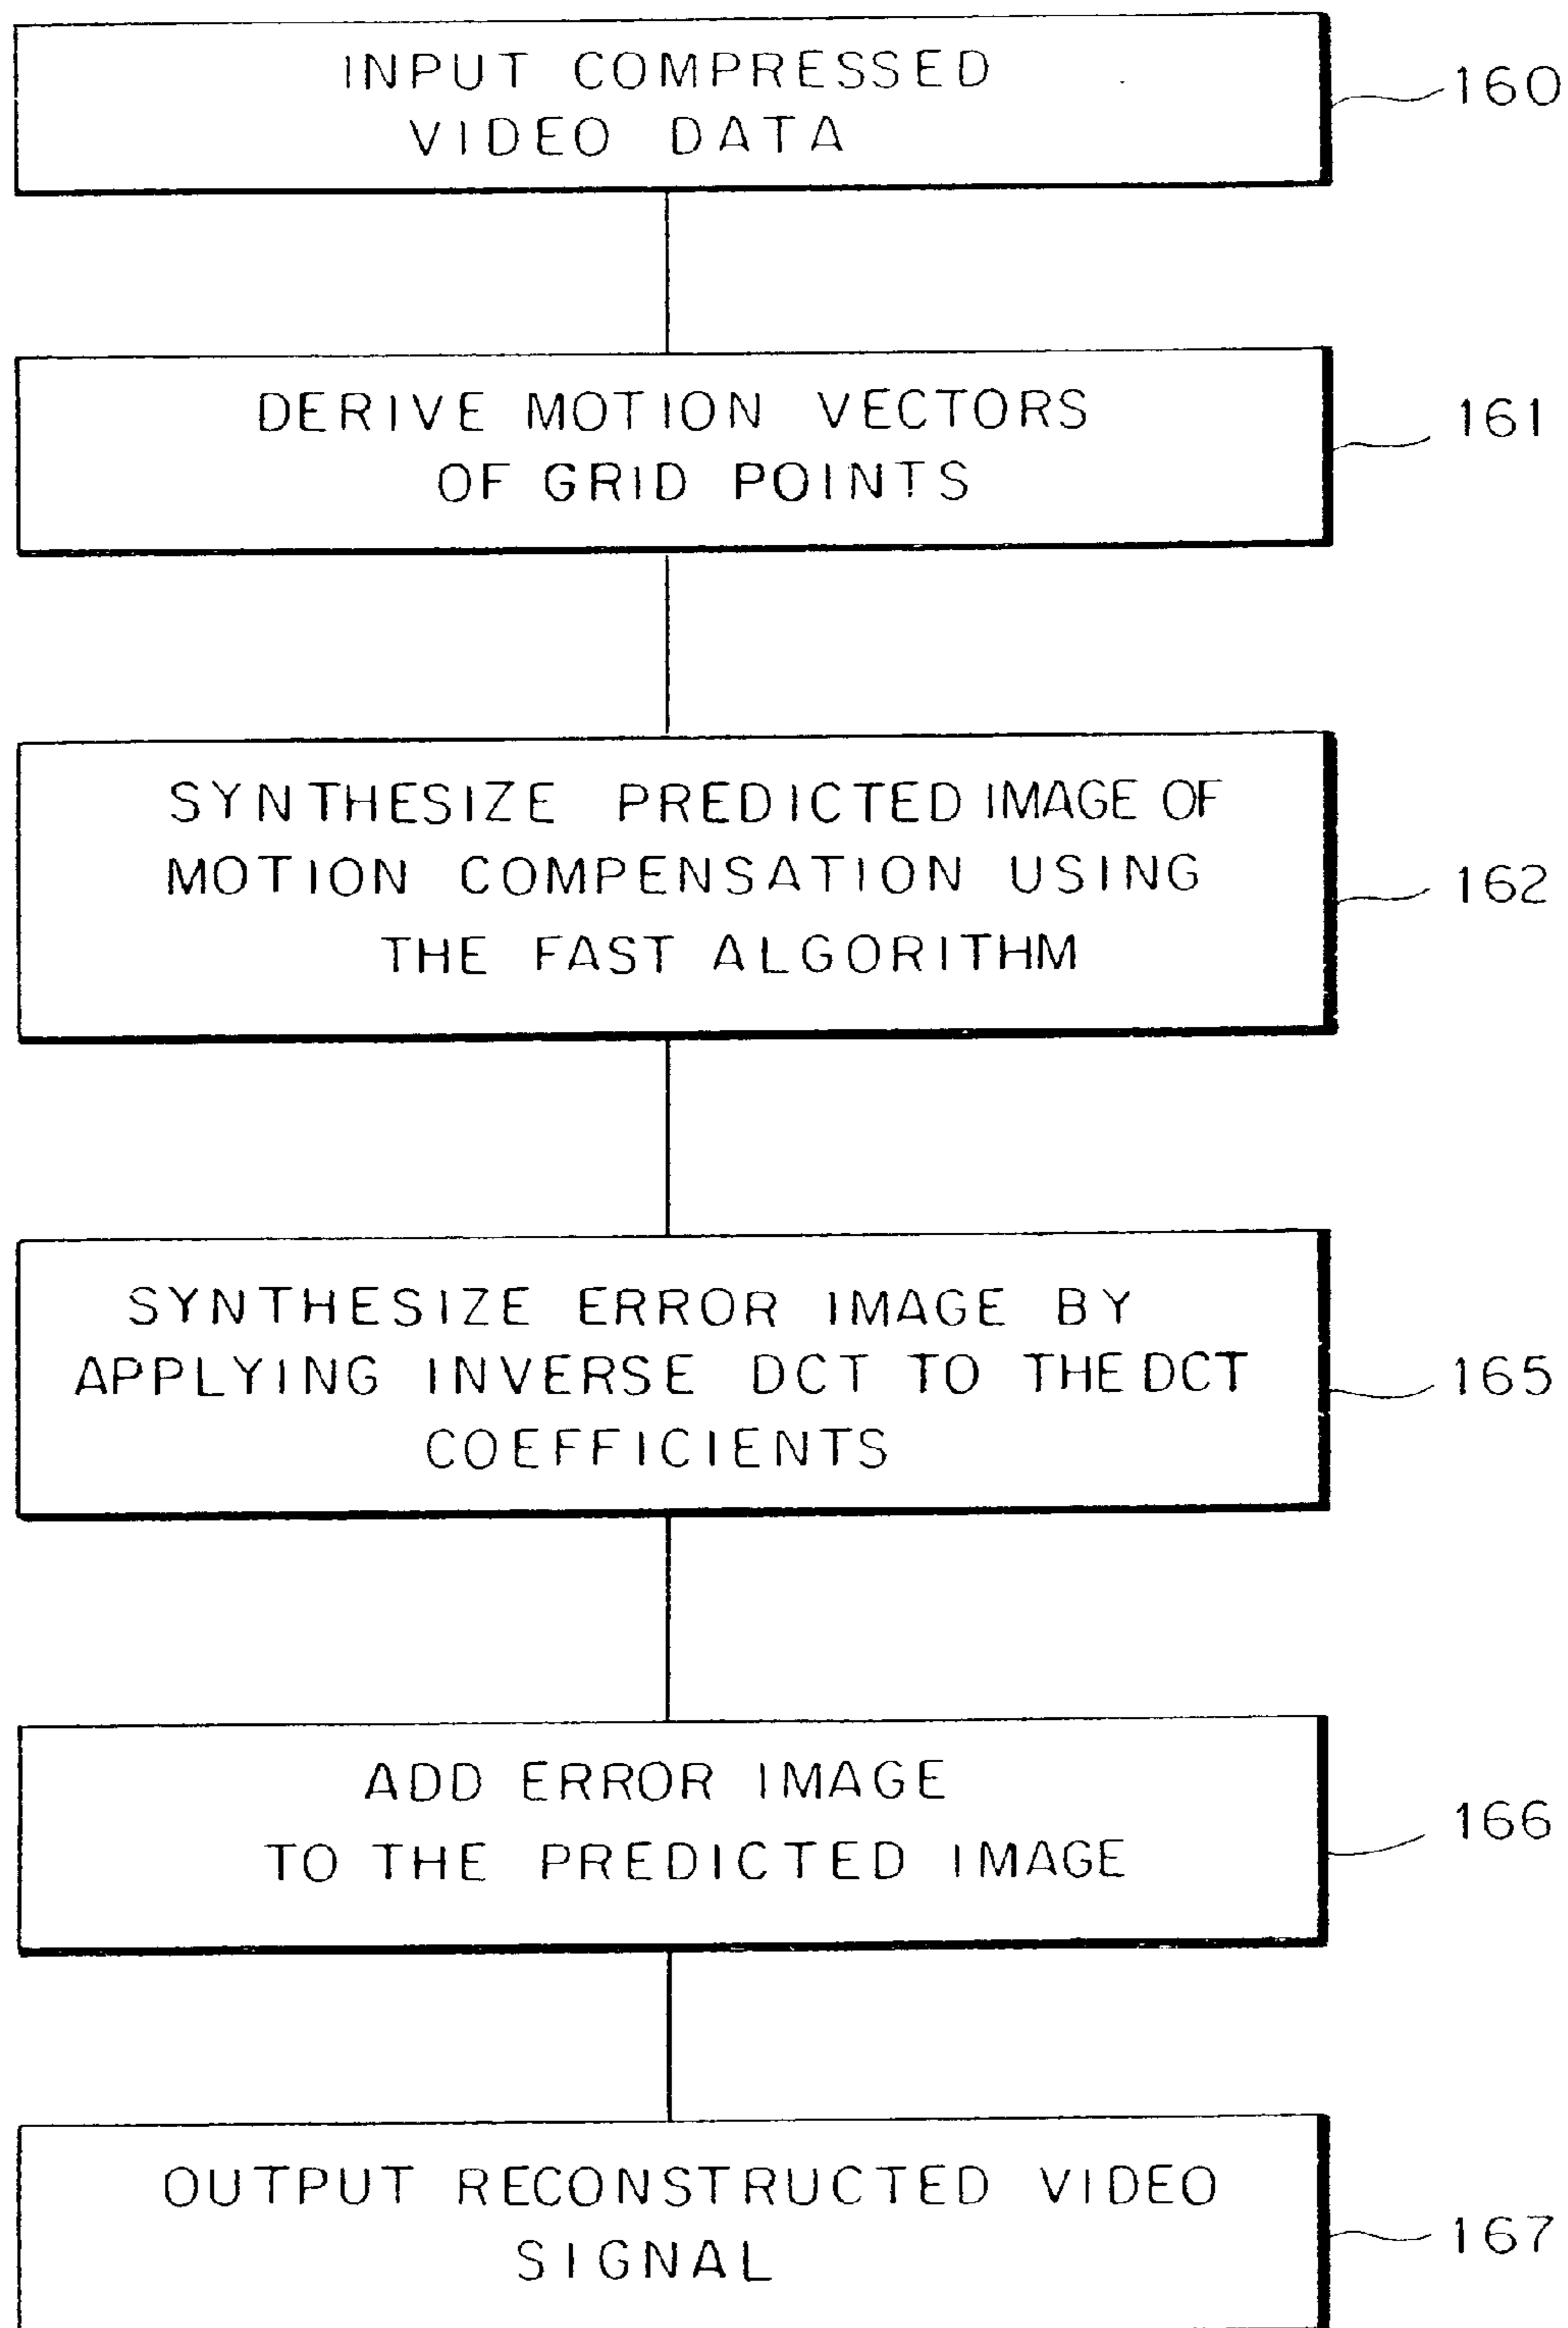 INPUT COMPRESSED
VIDEO DATA
160
DERIVE MOTION VECTORS
OF GRID POINTS
161
SYNTHESIZE PREDICTED IMAGE OF
MOTION COMPENSATION USING
THE FAST ALGORITHM
162
SYNTHESIZE ERROR IMAGE BY
APPLYING INVERSE DCT TO THE DCT
COEFFICIENTS
165
ADD ERROR IMAGE
TO THE PREDICTED IMAGE
166
OUTPUT RECONSTRUCTED VIDEO
SIGNAL
167